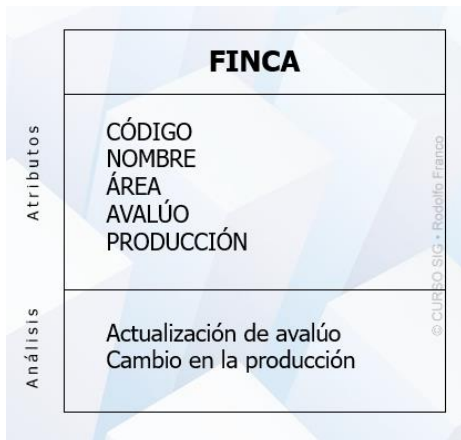 FINCA
Atributos
CÓDIGO
NOMBRE
ÁREA
AVALÚO
PRODUCCIÓN
Análisis
Actualización de avalúo
Cambio en la producción
© CURSO SIG • Rodolfo Franco